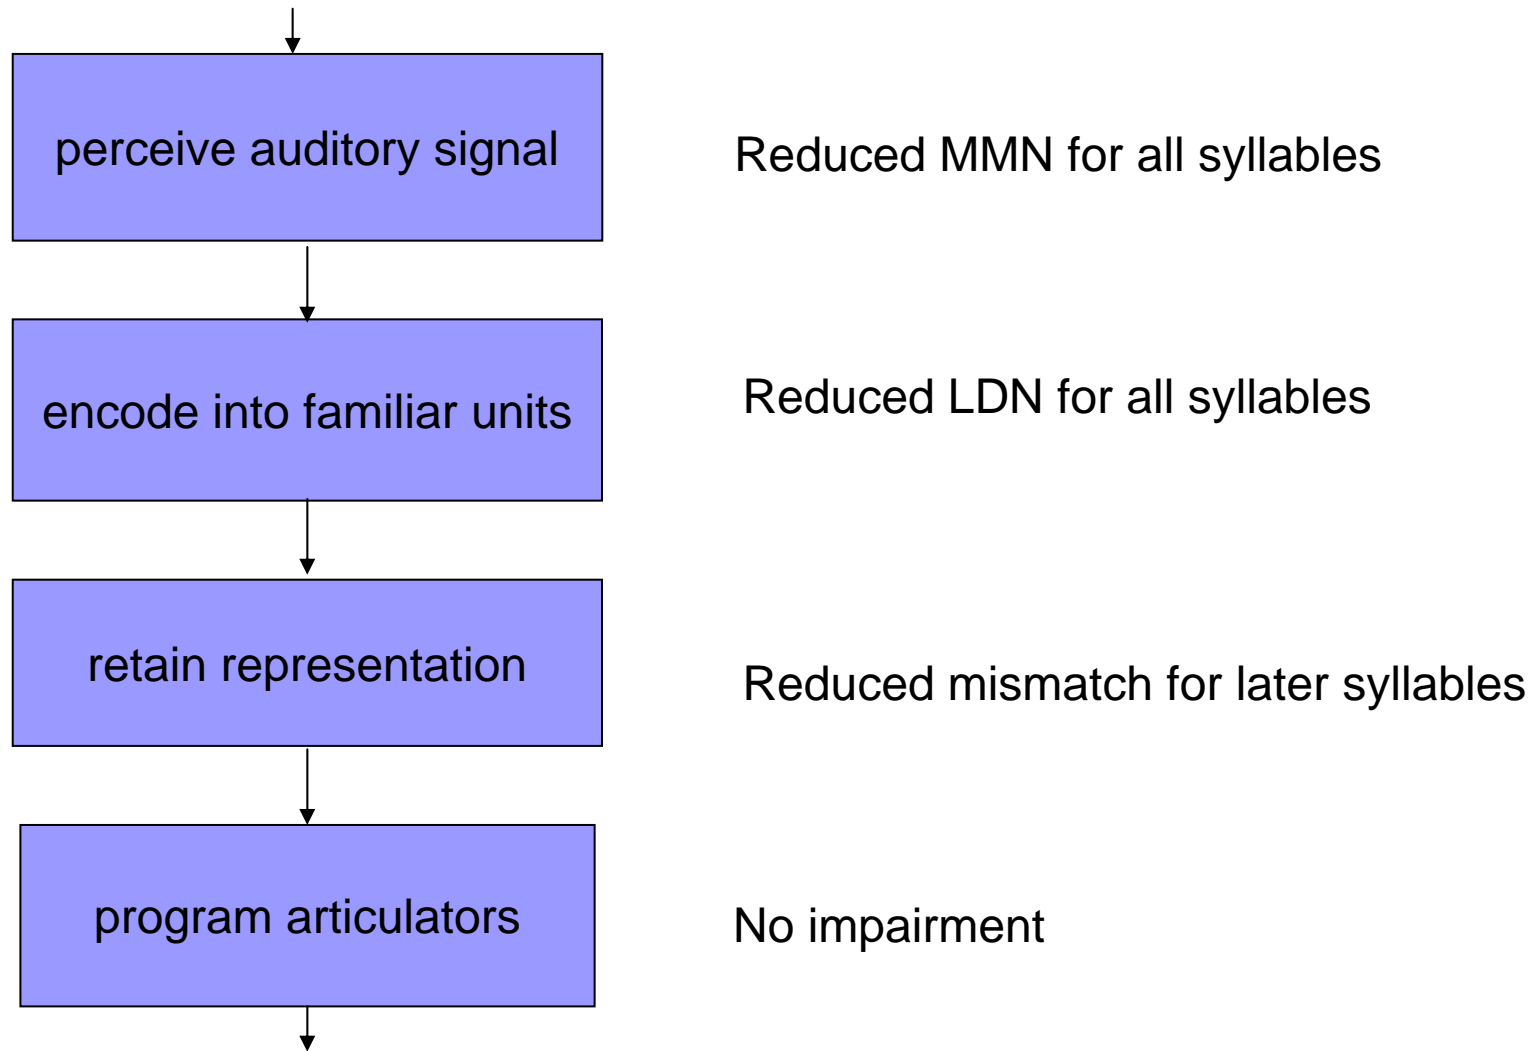 perceive auditory signal
Reduced MMN for all syllables
encode into familiar units
Reduced LDN for all syllables
retain representation
Reduced mismatch for later syllables
program articulators
No impairment